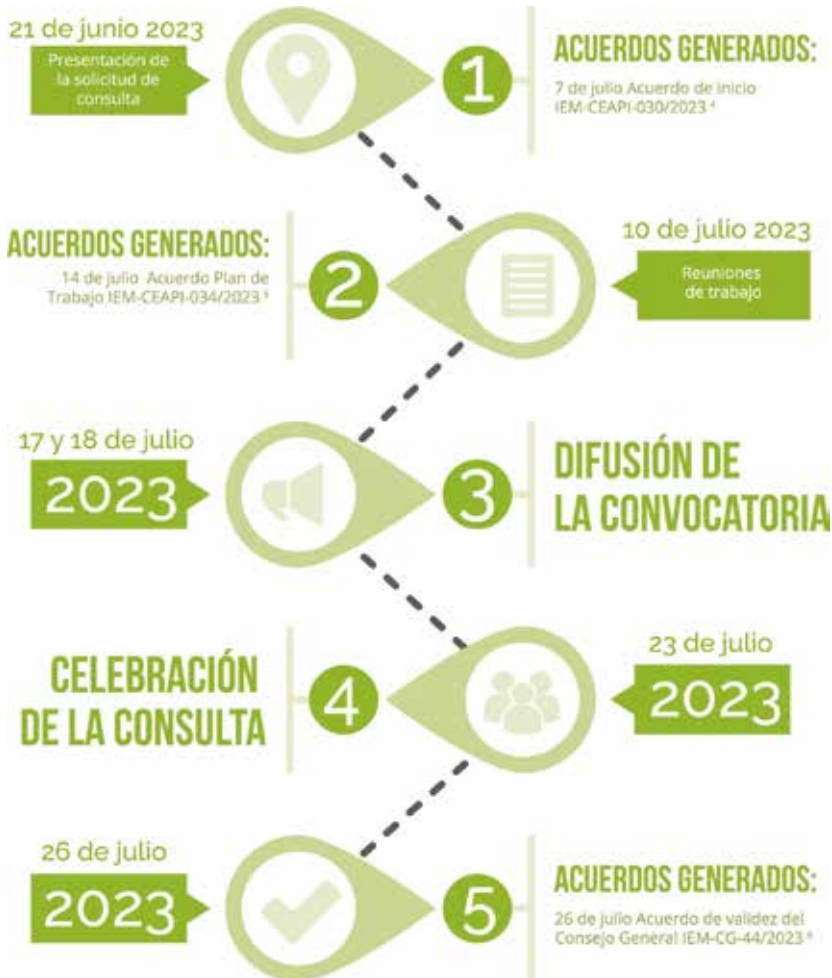 21 de junio 2023
Presentación de
la solicitud de
consulta
1
ACUERDOS GENERADOS:
7 de julio Acuerdo de inicio
IEM-CEAPI-030/2023 ⁴
ACUERDOS GENERADOS:
14 de julio Acuerdo Plan de
Trabajo IEM-CEAPI-034/2023 ⁵
2
10 de julio 2023
Reuniones
de trabajo
17 y 18 de julio
2023
3
DIFUSIÓN DE
LA CONVOCATORIA
CELEBRACIÓN
DE LA CONSULTA
4
23 de julio
2023
26 de julio
2023
5
ACUERDOS GENERADOS:
26 de julio Acuerdo de validez del
Consejo General IEM-CG-44/2023 ⁶